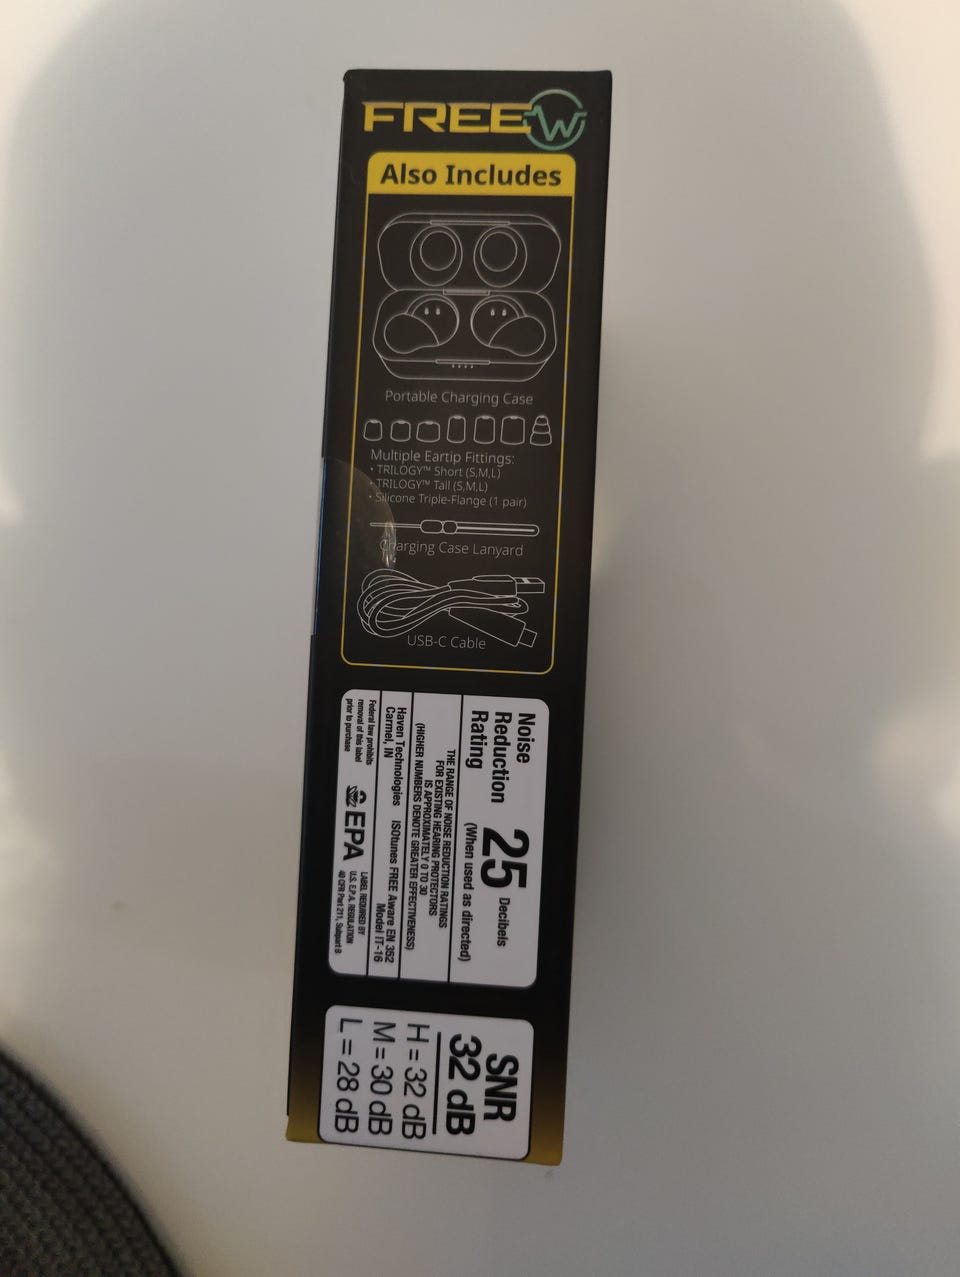 FREE W
Also Includes
Portable Charging Case
Multiple Eartip Fittings:
• TRILOGY™ Short (S,M,L)
• TRILOGY™ Tall (S,M,L)
• Silicone Triple-Flange (1 pair)
Charging Case Lanyard
USB-C Cable
Noise
Reduction
Rating
25 Decibels
(When used as directed)
THE RANGE OF NOISE REDUCTION RATINGS
FOR EXISTING HEARING PROTECTORS
IS APPROXIMATELY 0 TO 30
(HIGHER NUMBERS DENOTE GREATER EFFECTIVENESS)
Haven Technologies
Carmel, IN
ISOtunes FREE Aware EN 352
Model IT-16
Federal law prohibits
removal of this label
prior to purchase
EPA
LABEL REQUIRED BY
U.S. E.P.A. REGULATION
40 CFR Part 211, Subpart B
SNR
32 dB
H = 32 dB
M = 30 dB
L = 28 dB